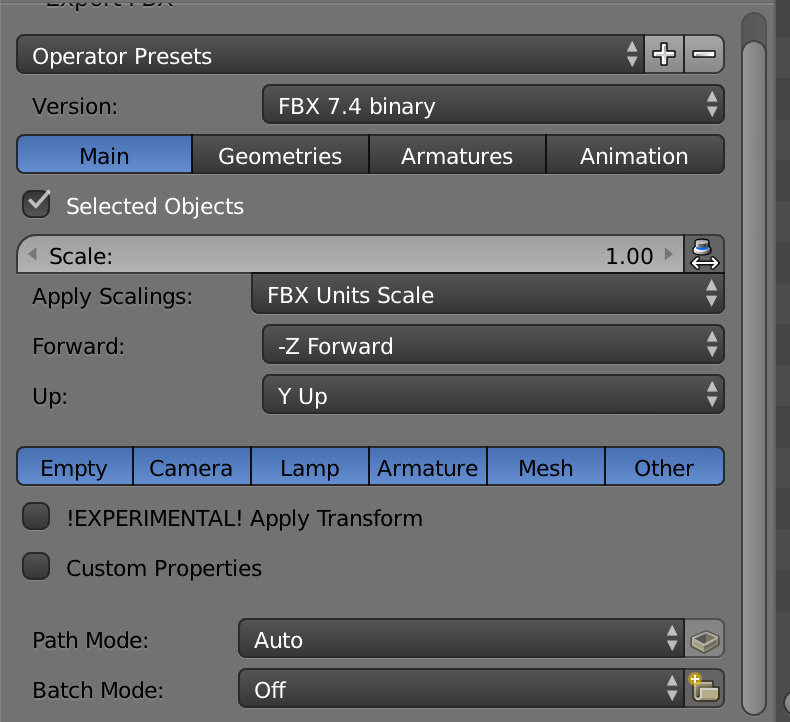 Export FBX
Operator Presets
Version: FBX 7.4 binary
Main Geometries Armatures Animation
Selected Objects
Scale: 1.00
Apply Scalings: FBX Units Scale
Forward: -Z Forward
Up: Y Up
Empty Camera Lamp Armature Mesh Other
!EXPERIMENTAL! Apply Transform
Custom Properties
Path Mode: Auto
Batch Mode: Off